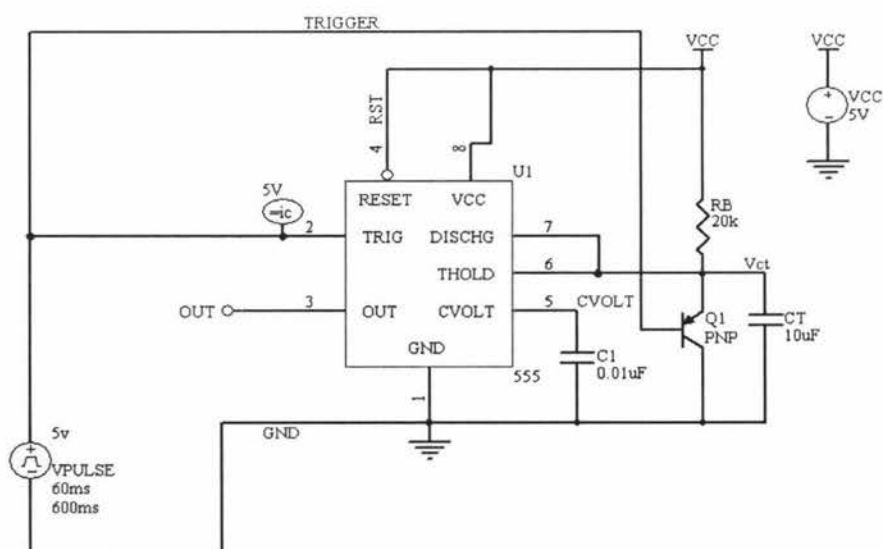 TRIGGER
VCC
VCC
VCC
5V
RST
4
8
U1
5V
=ic
RESET
VCC
RB
20k
2
TRIG
DISCHG
7
THOLD
6
Vct
OUT
3
OUT
CVOLT
5
CVOLT
Q1
PNP
CT
10uF
GND
C1
0.01uF
555
1
GND
5v
VPULSE
60ms
600ms